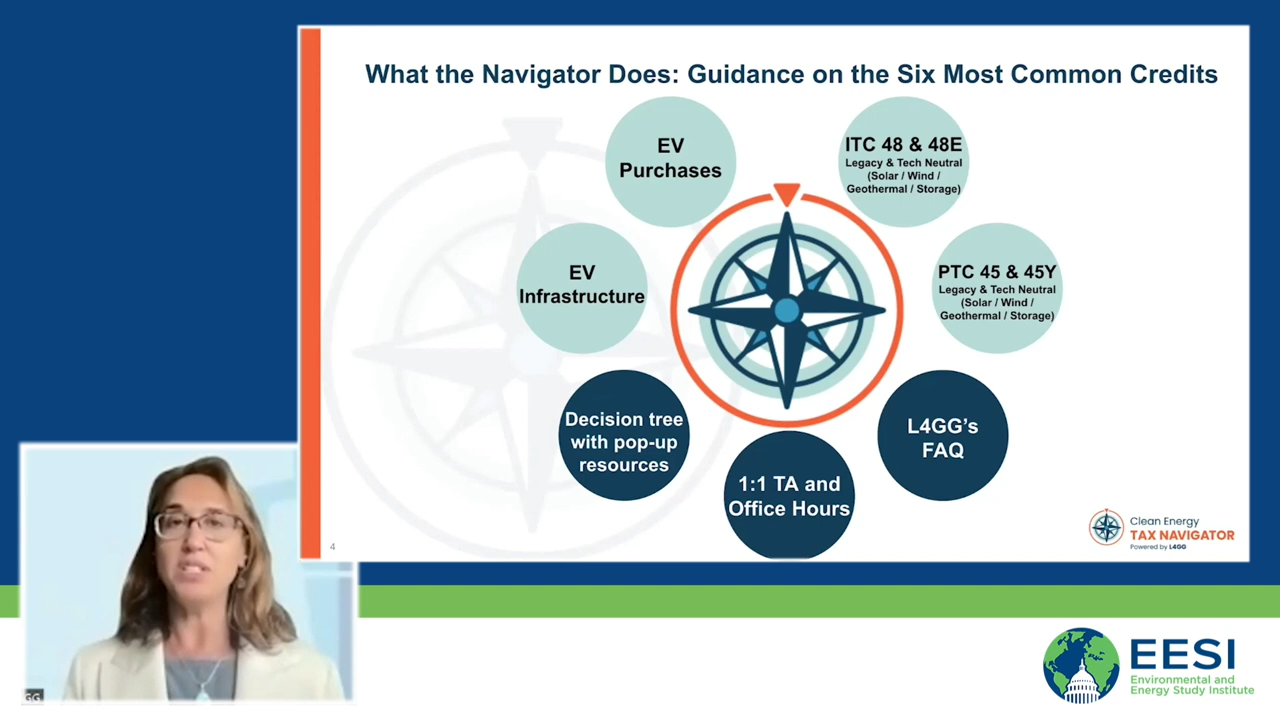 What the Navigator Does: Guidance on the Six Most Common Credits
EV
Purchases
ITC 48 & 48E
Legacy & Tech Neutral
(Solar / Wind /
Geothermal / Storage)
EV
Infrastructure
PTC 45 & 45Y
Legacy & Tech Neutral
(Solar / Wind /
Geothermal / Storage)
Decision tree
with pop-up
resources
1:1 TA and
Office Hours
L4GG's
FAQ
4
Clean Energy
TAX NAVIGATOR
Powered by L4GG
GG
EESI
Environmental and
Energy Study Institute